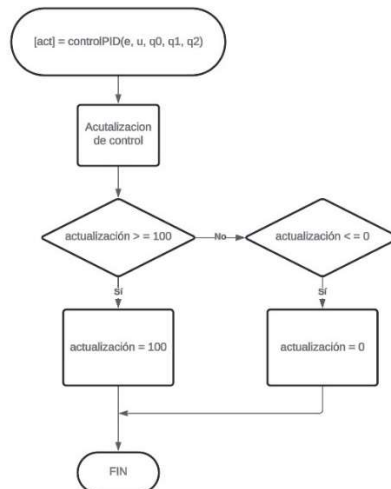 [act] = controlPID(e, u, q0, q1, q2)
Acutalizacion
de control
actualización > = 100
No
actualización < = 0
Sí
Sí
actualización = 100
actualización = 0
FIN